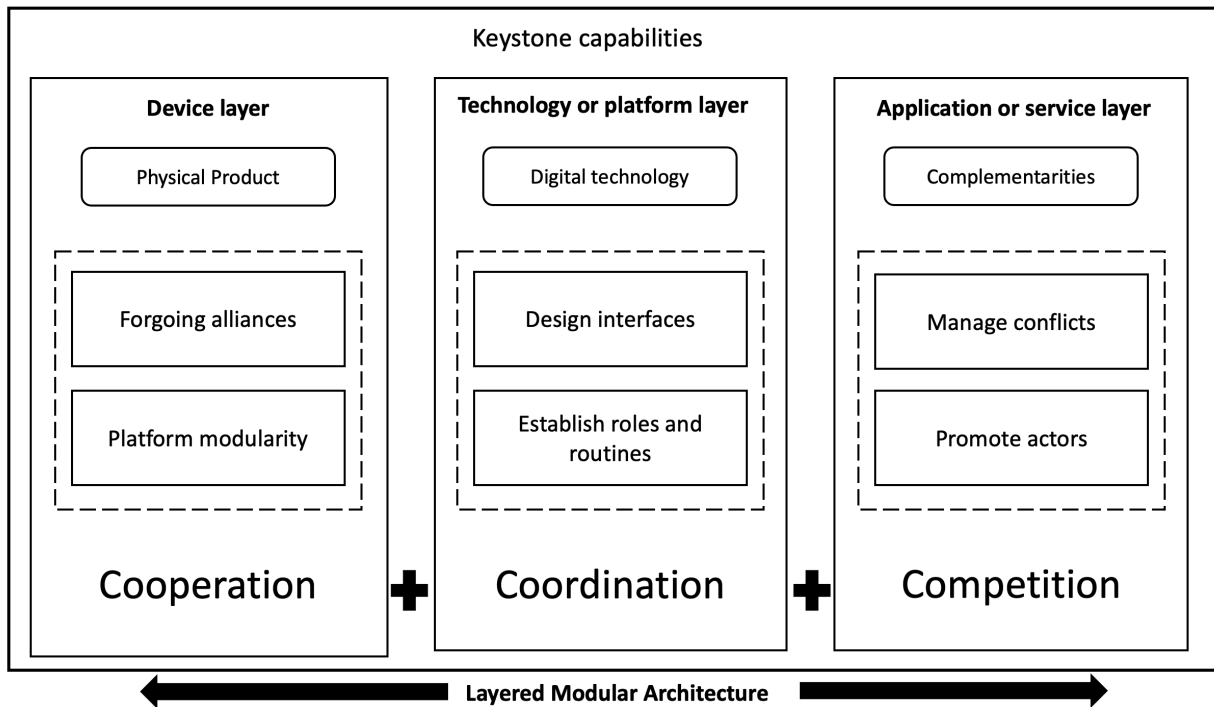 Keystone capabilities
Device layer
Physical Product
Forgoing alliances
Platform modularity
Cooperation
Technology or platform layer
Digital technology
Design interfaces
Establish roles and
routines
Coordination
Application or service layer
Complementarities
Manage conflicts
Promote actors
Competition
Layered Modular Architecture